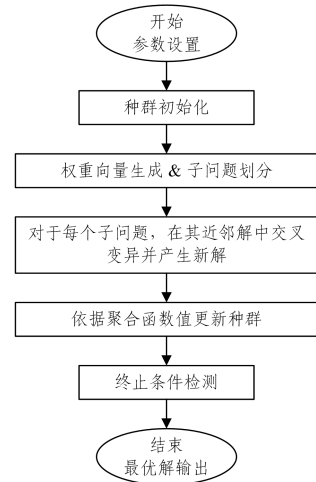 开始
参数设置
种群初始化
权重向量生成 & 子问题划分
对于每个子问题，在其近邻解中交叉
变异并产生新解
依据聚合函数值更新种群
终止条件检测
结束
最优解输出